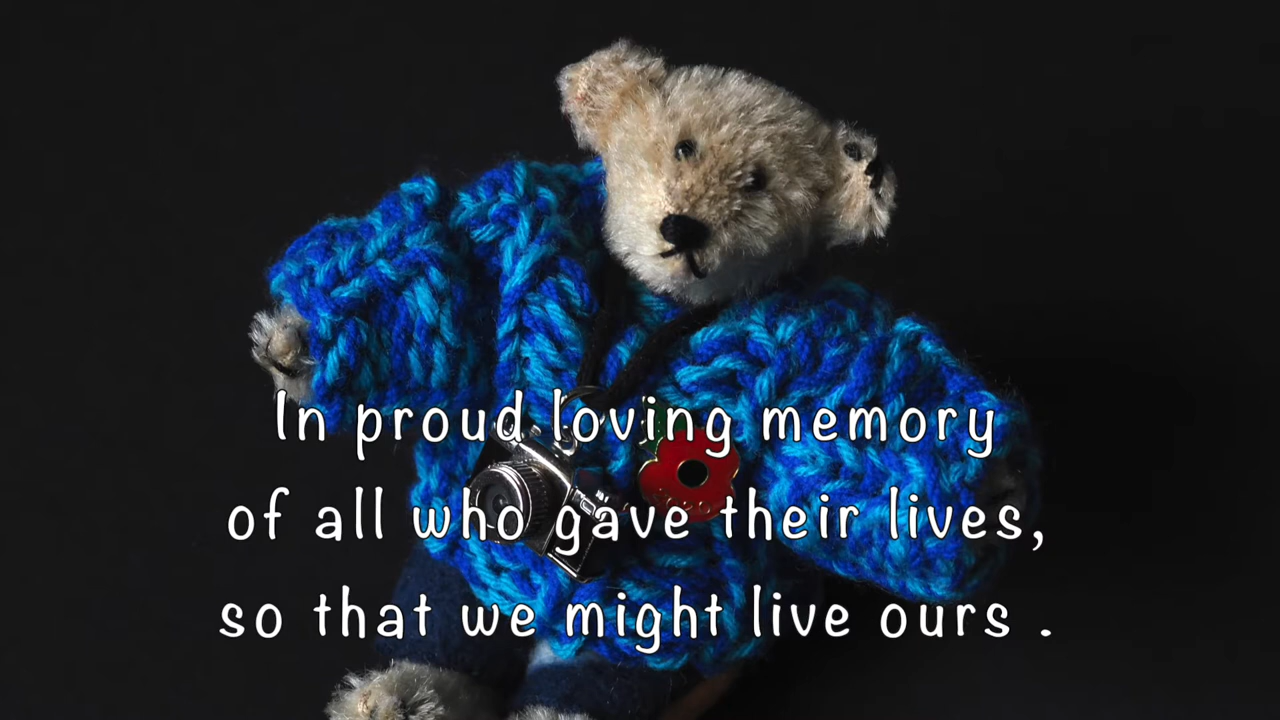 In proud loving memory
of all who gave their lives,
so that we might live ours .